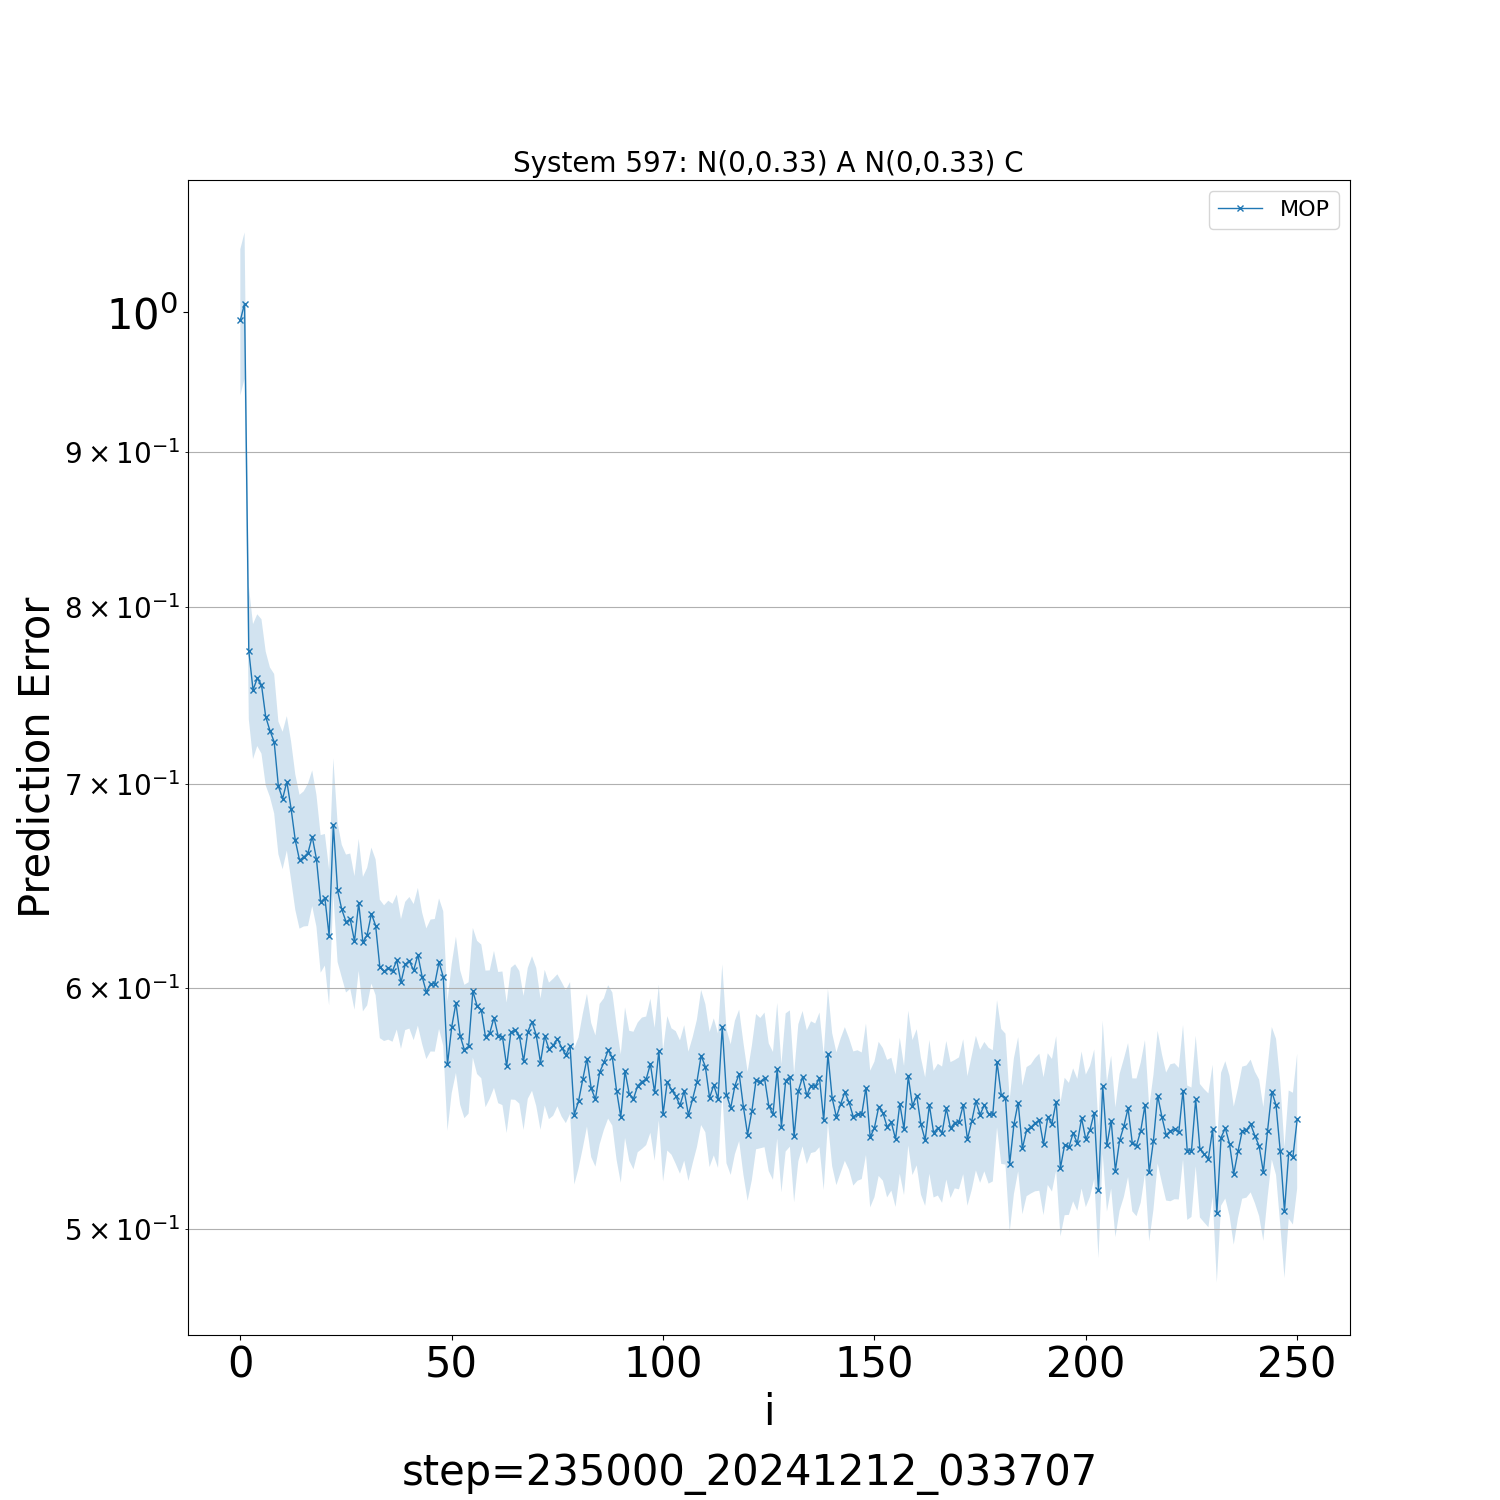 System 597: N(0,0.33) A N(0,0.33) C
MOP
10⁰
9 × 10⁻¹
8 × 10⁻¹
7 × 10⁻¹
6 × 10⁻¹
5 × 10⁻¹
Prediction Error
0 50 100 150 200 250
i
step=235000_20241212_033707